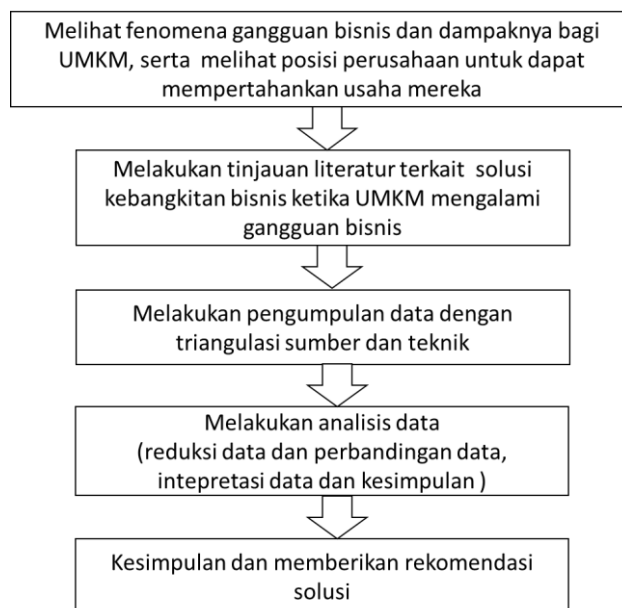 Melihat fenomena gangguan bisnis dan dampaknya bagi
UMKM, serta melihat posisi perusahaan untuk dapat
mempertahankan usaha mereka
Melakukan tinjauan literatur terkait solusi
kebangkitan bisnis ketika UMKM mengalami
gangguan bisnis
Melakukan pengumpulan data dengan
triangulasi sumber dan teknik
Melakukan analisis data
(reduksi data dan perbandingan data,
intepretasi data dan kesimpulan )
Kesimpulan dan memberikan rekomendasi
solusi